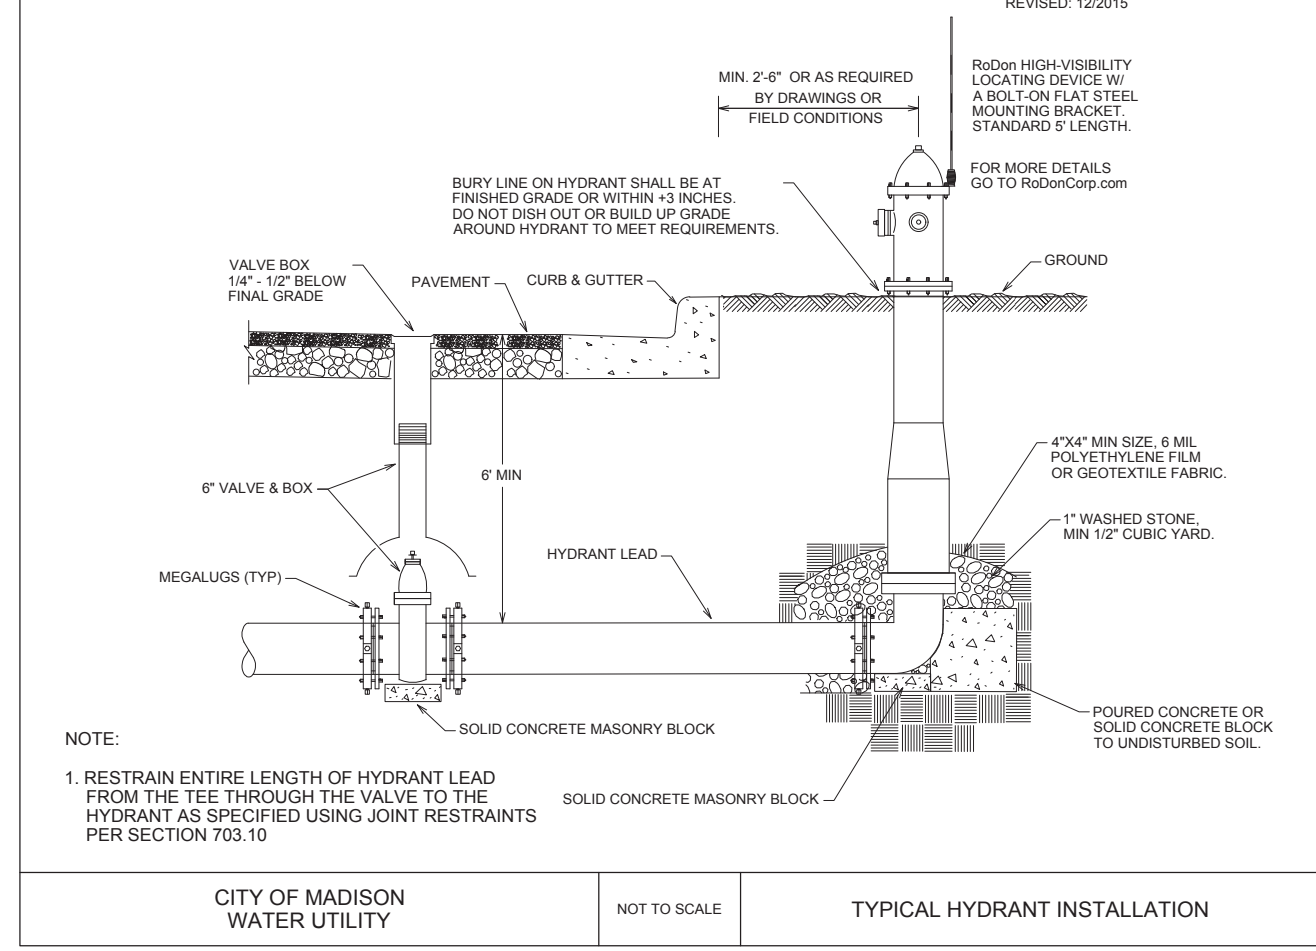 REVISED: 12/2015
RoDon HIGH-VISIBILITY
LOCATING DEVICE W/
A BOLT-ON FLAT STEEL
MOUNTING BRACKET.
STANDARD 5' LENGTH.
FOR MORE DETAILS
GO TO RoDonCorp.com
MIN. 2'-6" OR AS REQUIRED
BY DRAWINGS OR
FIELD CONDITIONS
BURY LINE ON HYDRANT SHALL BE AT
FINISHED GRADE OR WITHIN +3 INCHES.
DO NOT DISH OUT OR BUILD UP GRADE
AROUND HYDRANT TO MEET REQUIREMENTS.
VALVE BOX
1/4" - 1/2" BELOW
FINAL GRADE
PAVEMENT
CURB & GUTTER
GROUND
4"X4" MIN SIZE, 6 MIL
POLYETHYLENE FILM
OR GEOTEXTILE FABRIC.
6' MIN
6" VALVE & BOX
1" WASHED STONE,
MIN 1/2" CUBIC YARD.
HYDRANT LEAD
MEGALUGS (TYP)
POURED CONCRETE OR
SOLID CONCRETE BLOCK
TO UNDISTURBED SOIL.
SOLID CONCRETE MASONRY BLOCK
SOLID CONCRETE MASONRY BLOCK
NOTE:
1. RESTRAIN ENTIRE LENGTH OF HYDRANT LEAD
FROM THE TEE THROUGH THE VALVE TO THE
HYDRANT AS SPECIFIED USING JOINT RESTRAINTS
PER SECTION 703.10
CITY OF MADISON
WATER UTILITY
NOT TO SCALE
TYPICAL HYDRANT INSTALLATION